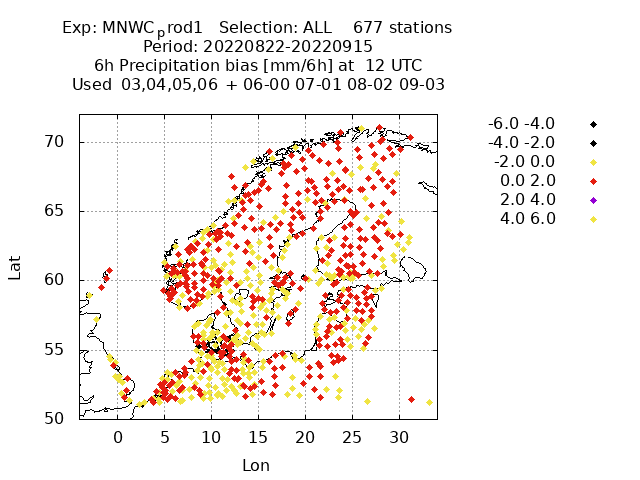 Exp: MNWC_prod1 Selection: ALL 677 stations
Period: 20220822-20220915
6h Precipitation bias [mm/6h] at 12 UTC
Used 03,04,05,06 + 06-00 07-01 08-02 09-03
-6.0 -4.0
-4.0 -2.0
-2.0 0.0
0.0 2.0
2.0 4.0
4.0 6.0
70
65
60
55
50
Lat
0 5 10 15 20 25 30
Lon